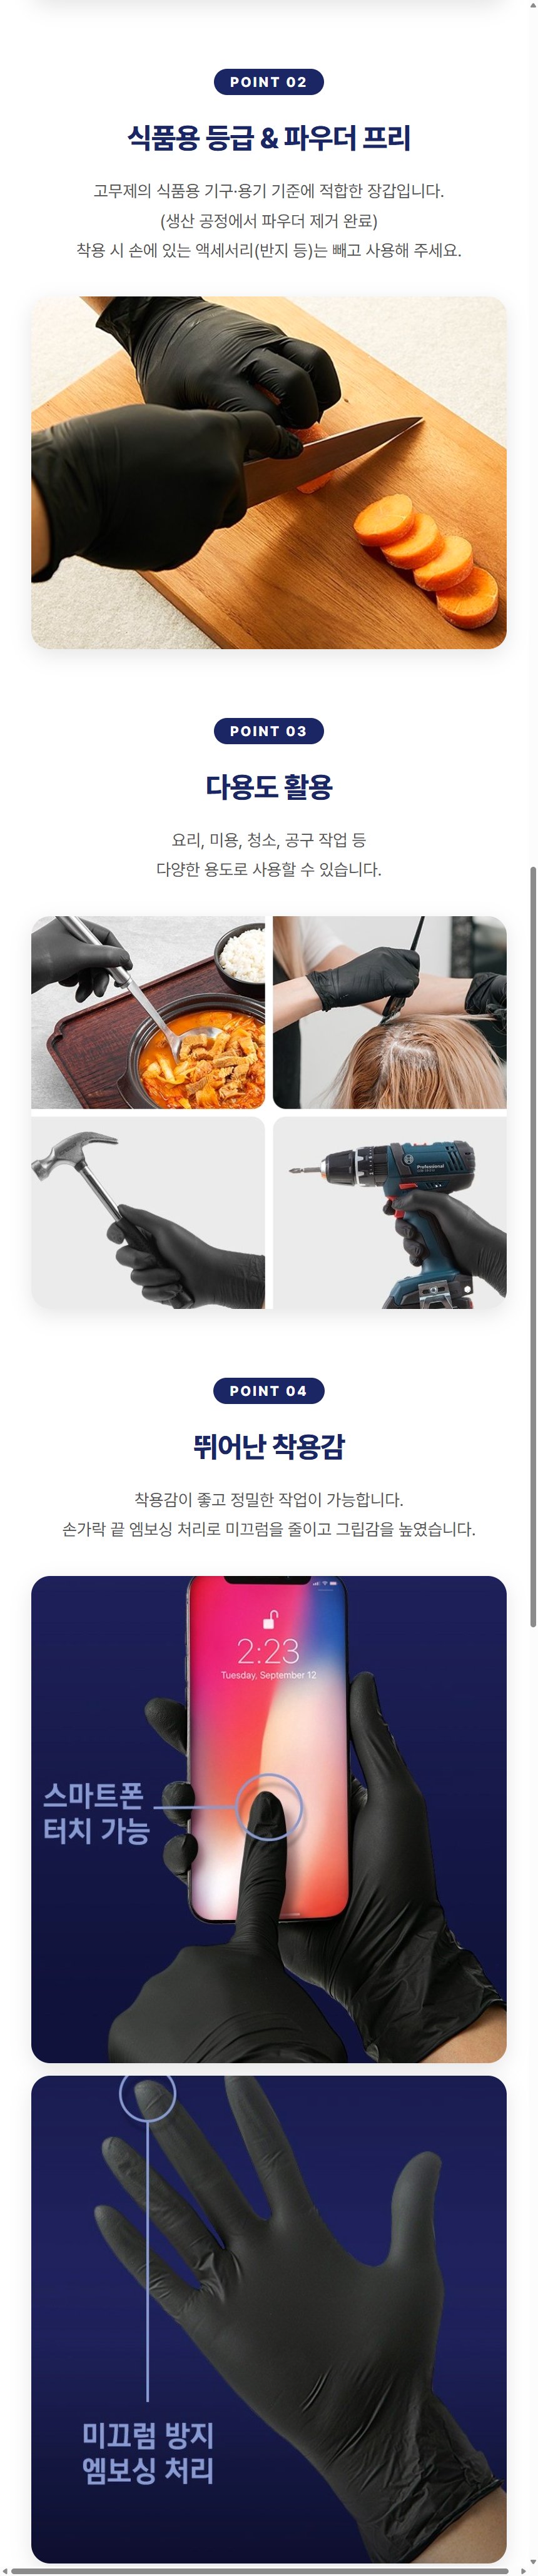 POINT 02
식품용 등급 & 파우더 프리
고무제의 식품용 기구·용기 기준에 적합한 장갑입니다.
(생산 공정에서 파우더 제거 완료)
착용 시 손에 있는 액세서리(반지 등)는 빼고 사용해 주세요.
POINT 03
다용도 활용
요리, 미용, 청소, 공구 작업 등
다양한 용도로 사용할 수 있습니다.
Professional
POINT 04
뛰어난 착용감
착용감이 좋고 정밀한 작업이 가능합니다.
손가락 끝 엠보싱 처리로 미끄럼을 줄이고 그립감을 높였습니다.
2:23
Tuesday, September 12
스마트폰
터치 가능
미끄럼 방지
엠보싱 처리